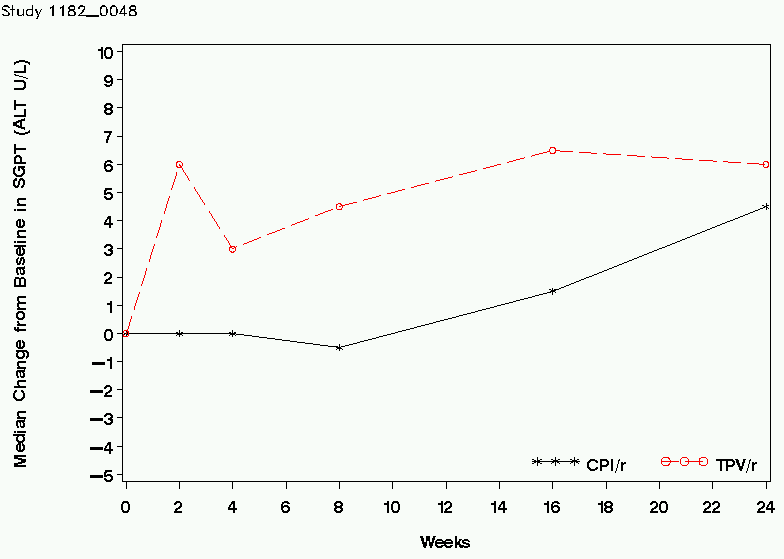 Study 1182_0048
Median Change from Baseline in SGPT (ALT U/L)
10
9
8
7
6
5
4
3
2
1
0
−1
−2
−3
−4
−5
CPI/r
TPV/r
0 2 4 6 8 10 12 14 16 18 20 22 24
Weeks